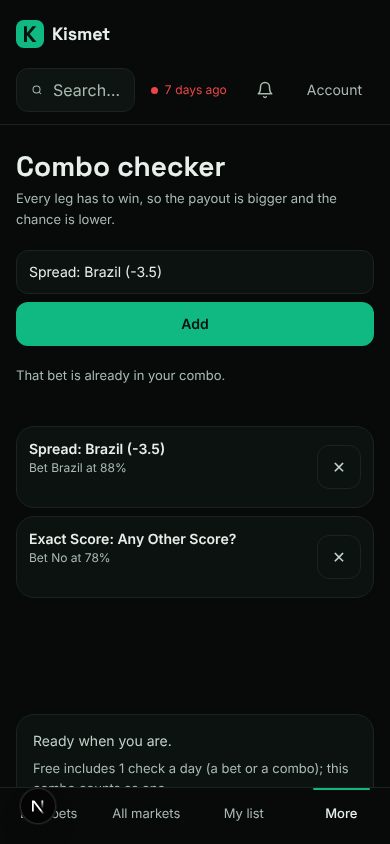 K Kismet
Search...
7 days ago
Account
Combo checker
Every leg has to win, so the payout is bigger and the
chance is lower.
Spread: Brazil (-3.5)
Add
That bet is already in your combo.
Spread: Brazil (-3.5)
Bet Brazil at 88%
✕
Exact Score: Any Other Score?
Bet No at 78%
✕
Ready when you are.
Free includes 1 check a day (a bet or a combo); this
N
bets
All markets
My list
More